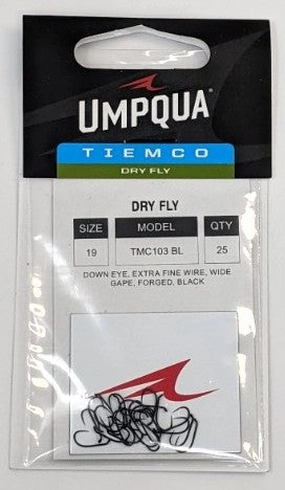 UMPQUA
TIEMCO
DRY FLY
DRY FLY
SIZE MODEL QTY
19 TMC103 BL 25
DOWN EYE, EXTRA FINE WIRE, WIDE
GAPE, FORGED, BLACK